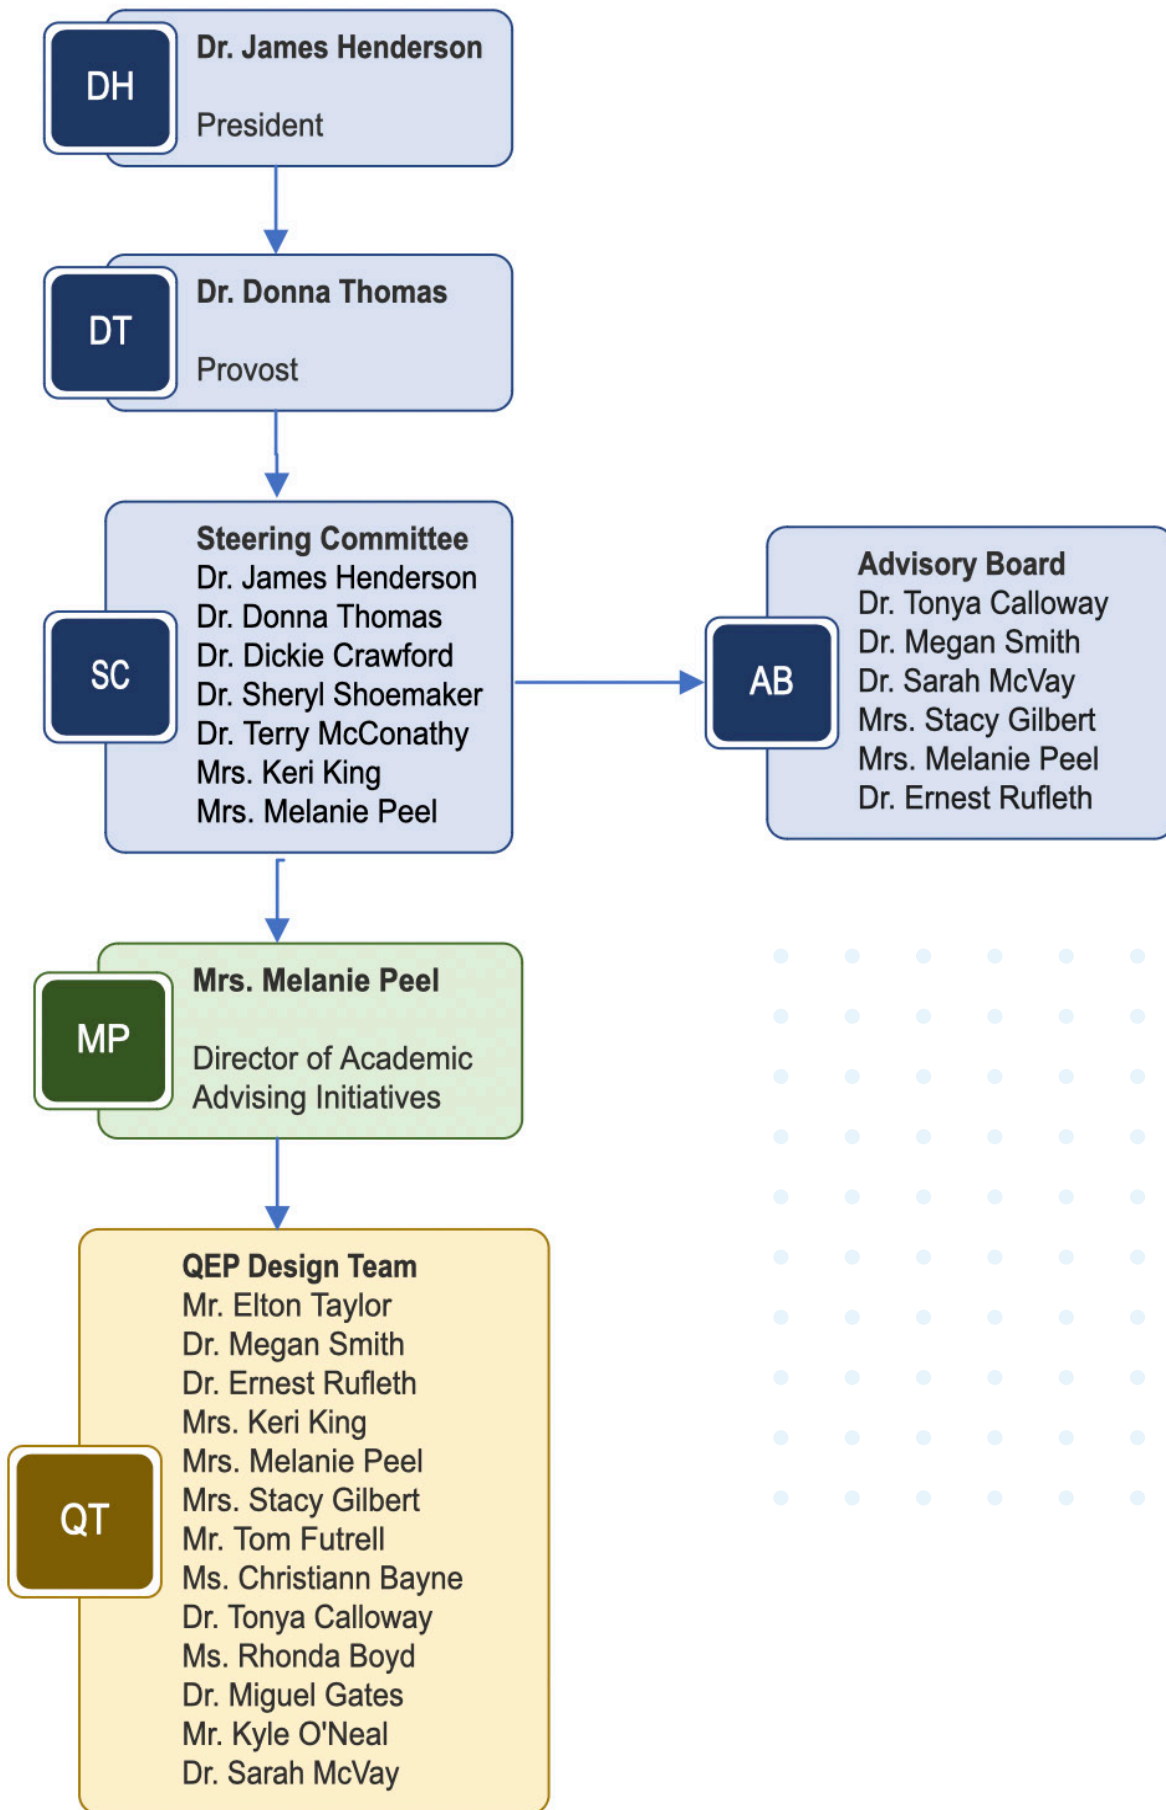 DH
Dr. James Henderson
President
DT
Dr. Donna Thomas
Provost
SC
Steering Committee
Dr. James Henderson
Dr. Donna Thomas
Dr. Dickie Crawford
Dr. Sheryl Shoemaker
Dr. Terry McConathy
Mrs. Keri King
Mrs. Melanie Peel
AB
Advisory Board
Dr. Tonya Calloway
Dr. Megan Smith
Dr. Sarah McVay
Mrs. Stacy Gilbert
Mrs. Melanie Peel
Dr. Ernest Rufleth
MP
Mrs. Melanie Peel
Director of Academic
Advising Initiatives
QT
QEP Design Team
Mr. Elton Taylor
Dr. Megan Smith
Dr. Ernest Rufleth
Mrs. Keri King
Mrs. Melanie Peel
Mrs. Stacy Gilbert
Mr. Tom Futrell
Ms. Christiann Bayne
Dr. Tonya Calloway
Ms. Rhonda Boyd
Dr. Miguel Gates
Mr. Kyle O'Neal
Dr. Sarah McVay